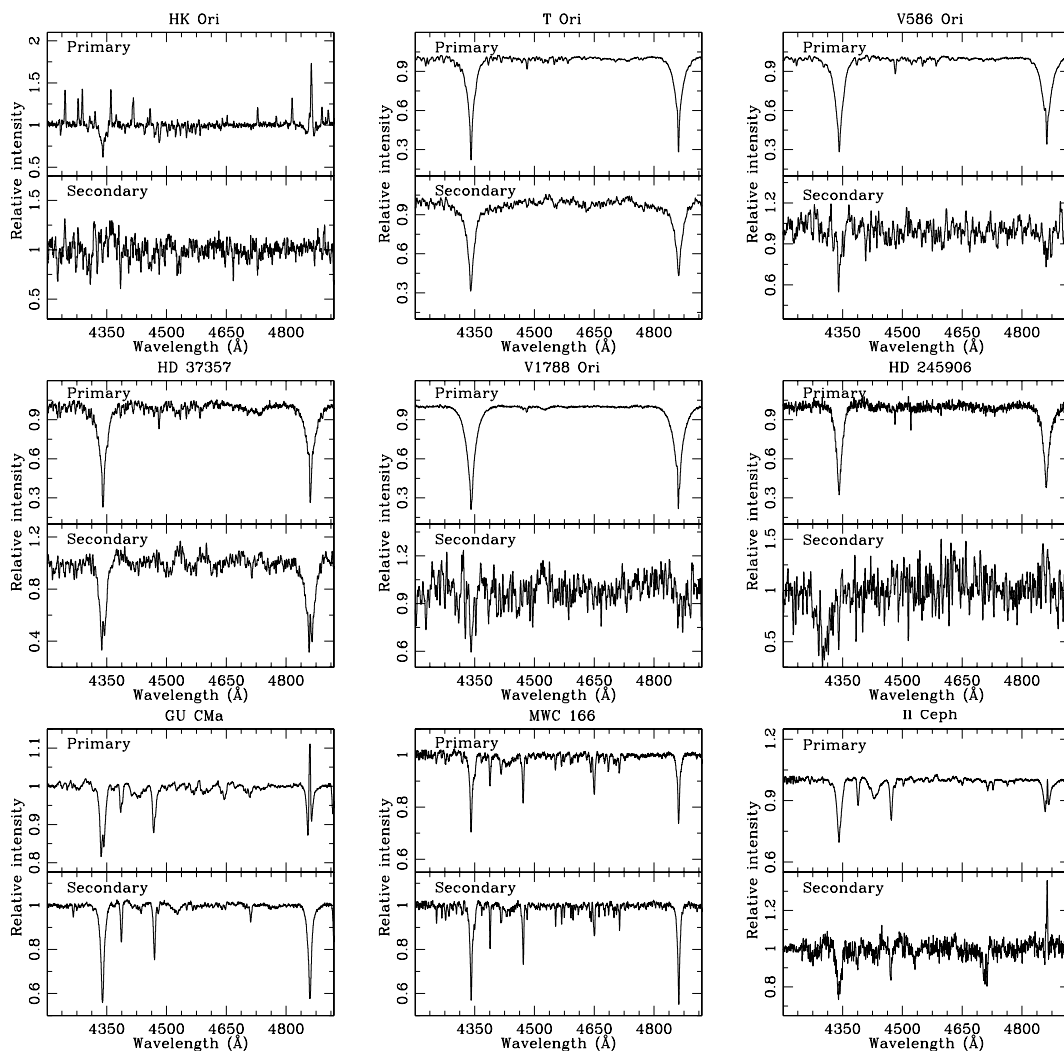 HK Ori
T Ori
V586 Ori
Primary
Primary
Primary
2
1.5
1
0.5
0.9
0.6
0.3
0.9
0.6
0.3
Relative intensity
Relative intensity
Relative intensity
Secondary
Secondary
Secondary
1.5
1
0.5
0.9
0.6
0.3
1.2
0.9
0.6
4350 4500 4650 4800
4350 4500 4650 4800
4350 4500 4650 4800
Wavelength (Å)
Wavelength (Å)
Wavelength (Å)
HD 37357
V1788 Ori
HD 245906
Primary
Primary
Primary
0.9
0.6
0.3
0.9
0.6
0.3
0.9
0.6
0.3
Relative intensity
Relative intensity
Relative intensity
Secondary
Secondary
Secondary
1.2
0.8
0.4
1.2
0.9
0.6
1.5
1
0.5
4350 4500 4650 4800
4350 4500 4650 4800
4350 4500 4650 4800
Wavelength (Å)
Wavelength (Å)
Wavelength (Å)
GU CMa
MWC 166
Il Ceph
Primary
Primary
Primary
1.1
1
0.9
0.8
1
0.8
0.6
1.2
0.9
0.6
Relative intensity
Relative intensity
Relative intensity
Secondary
Secondary
Secondary
1
0.8
0.6
1
0.9
0.8
0.7
0.6
1.2
1
0.8
4350 4500 4650 4800
4350 4500 4650 4800
4350 4500 4650 4800
Wavelength (Å)
Wavelength (Å)
Wavelength (Å)